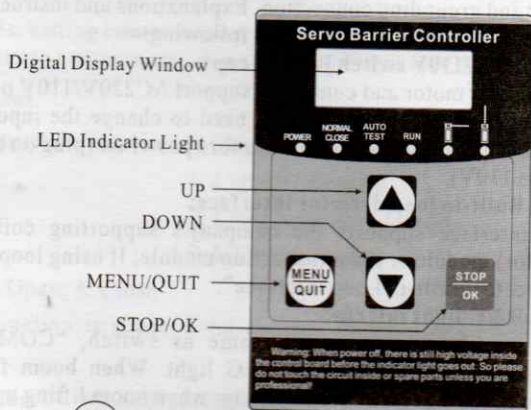 Servo Barrier Controller
Digital Display Window
LED Indicator Light
POWER
NORMAL CLOSE
AUTO TEST
RUN
UP
DOWN
MENU/QUIT
MENU
QUIT
STOP
OK
STOP/OK
Warning: When power off, there is still high voltage inside
the control board before the indicator light goes out. So please
do not touch the circuit inside or spare parts unless you are
professional!